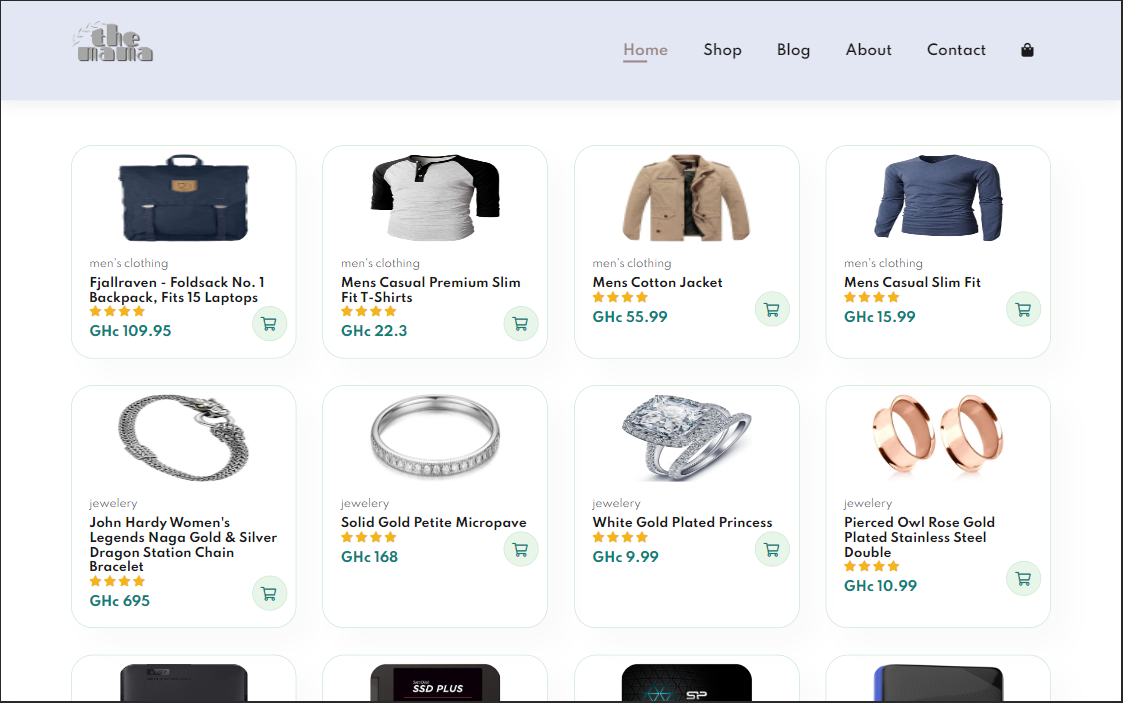 the
mama
Home Shop Blog About Contact
men's clothing
Fjallraven - Foldsack No. 1
Backpack, Fits 15 Laptops
GHc 109.95
men's clothing
Mens Casual Premium Slim
Fit T-Shirts
GHc 22.3
men's clothing
Mens Cotton Jacket
GHc 55.99
men's clothing
Mens Casual Slim Fit
GHc 15.99
jewelery
John Hardy Women's
Legends Naga Gold & Silver
Dragon Station Chain
Bracelet
GHc 695
jewelery
Solid Gold Petite Micropave
GHc 168
jewelery
White Gold Plated Princess
GHc 9.99
jewelery
Pierced Owl Rose Gold
Plated Stainless Steel
Double
GHc 10.99
SSD PLUS
SP